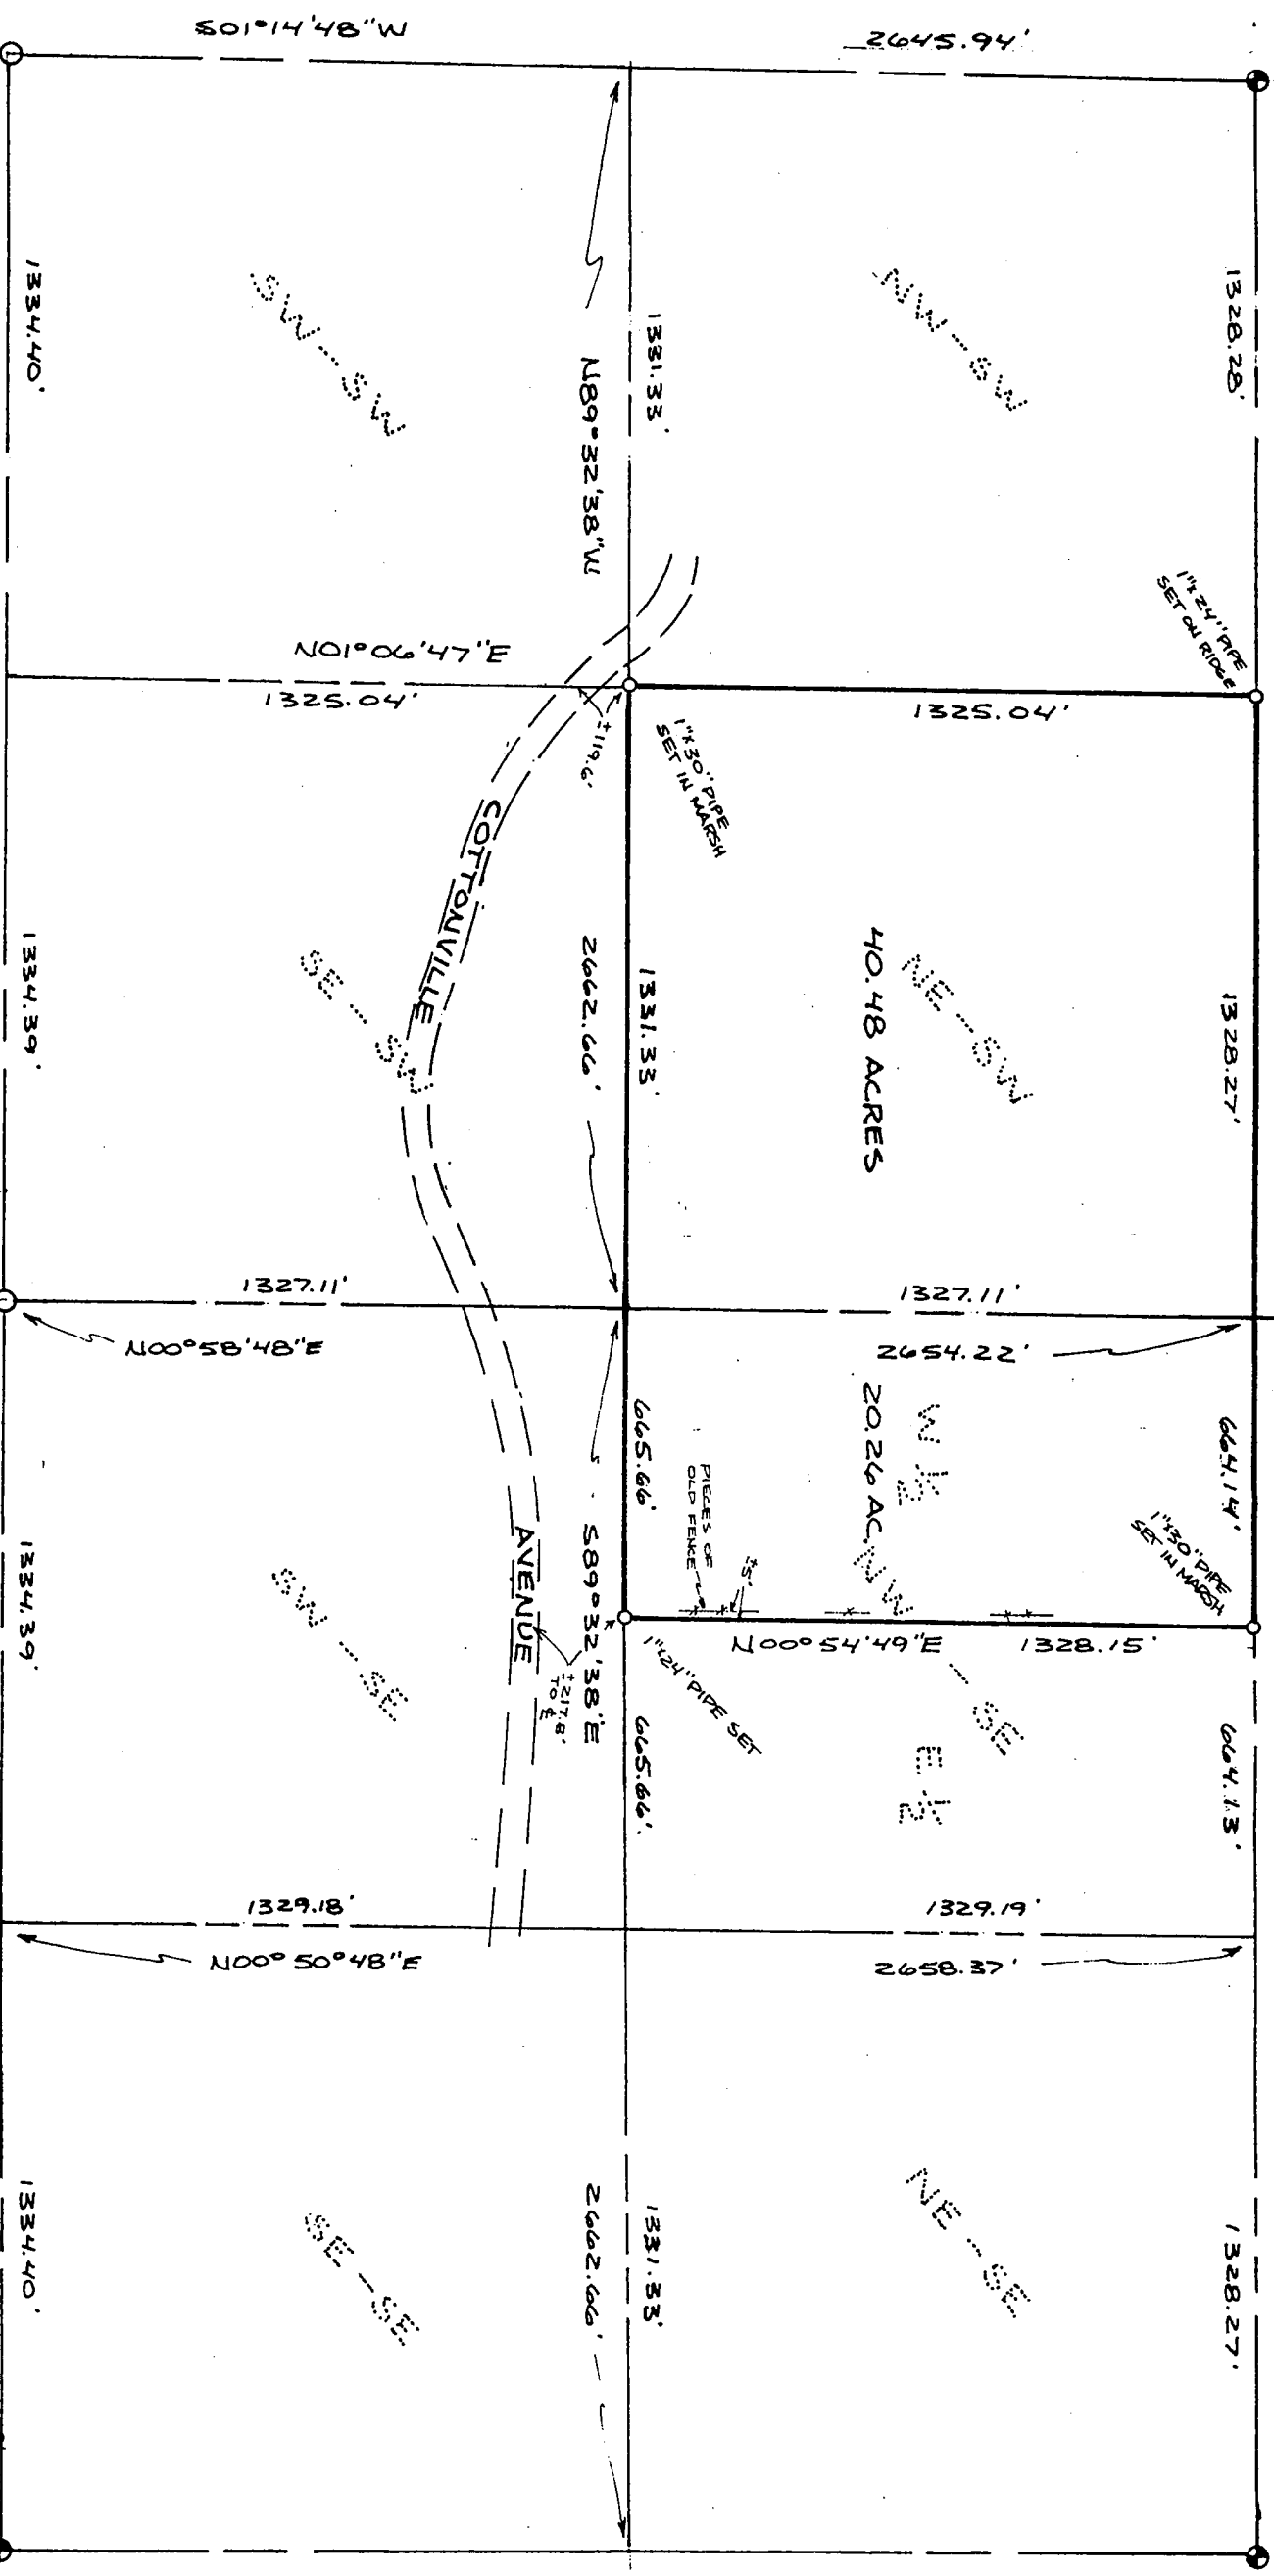 S01°14'48"W
2645.94'
1334.40'
SW--SW
N89°32'38"W
1331.33'
NW--SW
1328.28'
N01°06'47"E
1325.04'
±119.6'
1"x30" PIPE
SET IN MARSH
1325.04'
1"x24" PIPE
SET ON RIDGE
COTTONVILLE
1334.39'
SE--SW
2662.66'
1331.33'
40.48 ACRES
NE--SW
1328.27'
1327.11'
1327.11'
N00°58'48"E
2654.22'
1334.39'
SW--SE
AVENUE
S89°32'38"E
±217.8'
TO ℄
665.66'
PIECES OF
OLD FENCE
±5'
20.26 AC.
W ½
NW--SE
664.14'
1"x30" PIPE
SET IN MARSH
N00°54'49"E
1328.15'
1"x24" PIPE SET
665.66'
E ½
664.13'
1329.18'
1329.19'
N00°50°48"E
2658.37'
1334.40'
SE--SE
2662.66'
1331.33'
NE--SE
1328.27'